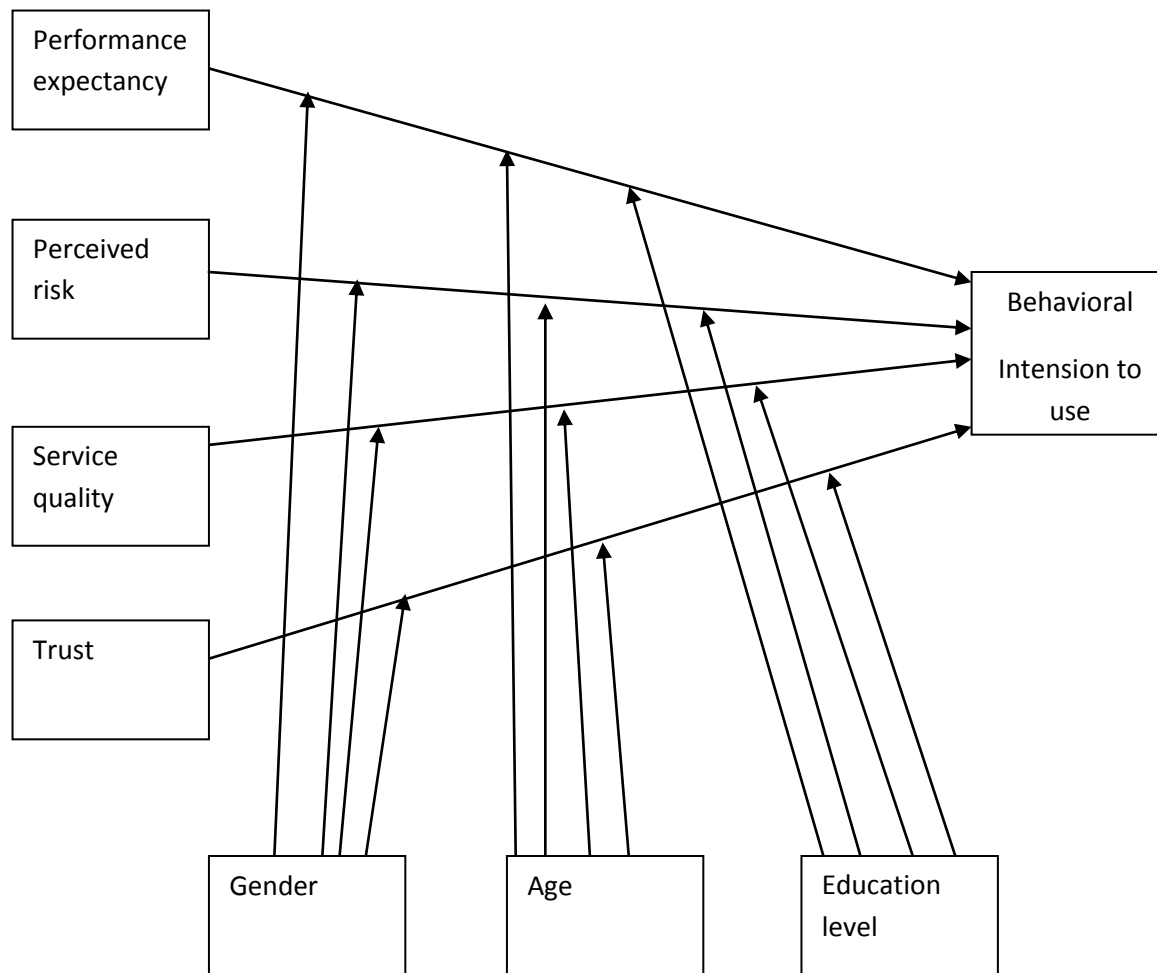 Performance
expectancy
Perceived
risk
Behavioral
Intension to
use
Service
quality
Trust
Gender
Age
Education
level